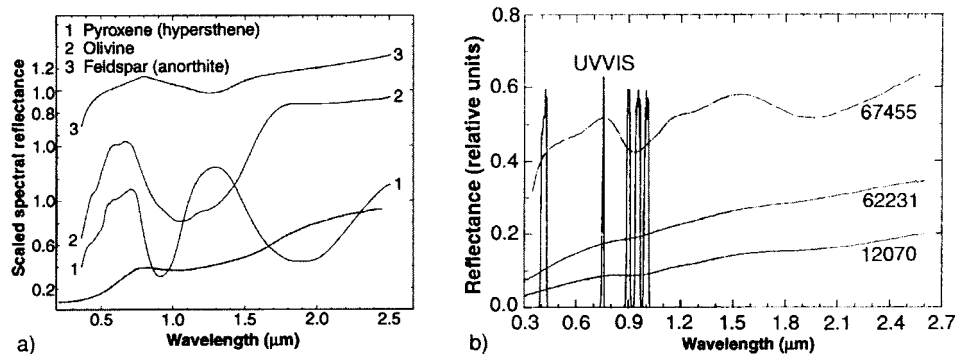 1 Pyroxene (hypersthene)
2 Olivine
3 Feldspar (anorthite)
Scaled spectral reflectance
1.2
1.0
0.8
1.0
1.0
0.6
0.2
3
3
2
2
1
1
0.5 1.0 1.5 2.0 2.5
Wavelength (μm)
a)
Reflectance (relative units)
0.8
0.6
0.4
0.2
0.0
UVVIS
67455
62231
12070
0.3 0.6 0.9 1.2 1.5 1.8 2.1 2.4 2.7
Wavelength (μm)
b)